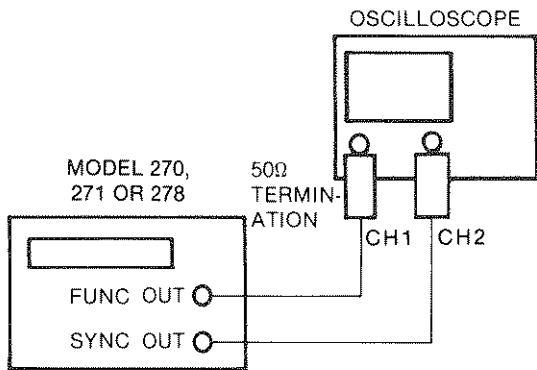 OSCILLOSCOPE
MODEL 270,
271 OR 278
50Ω
TERMIN-
ATION
CH1
CH2
FUNC OUT
SYNC OUT